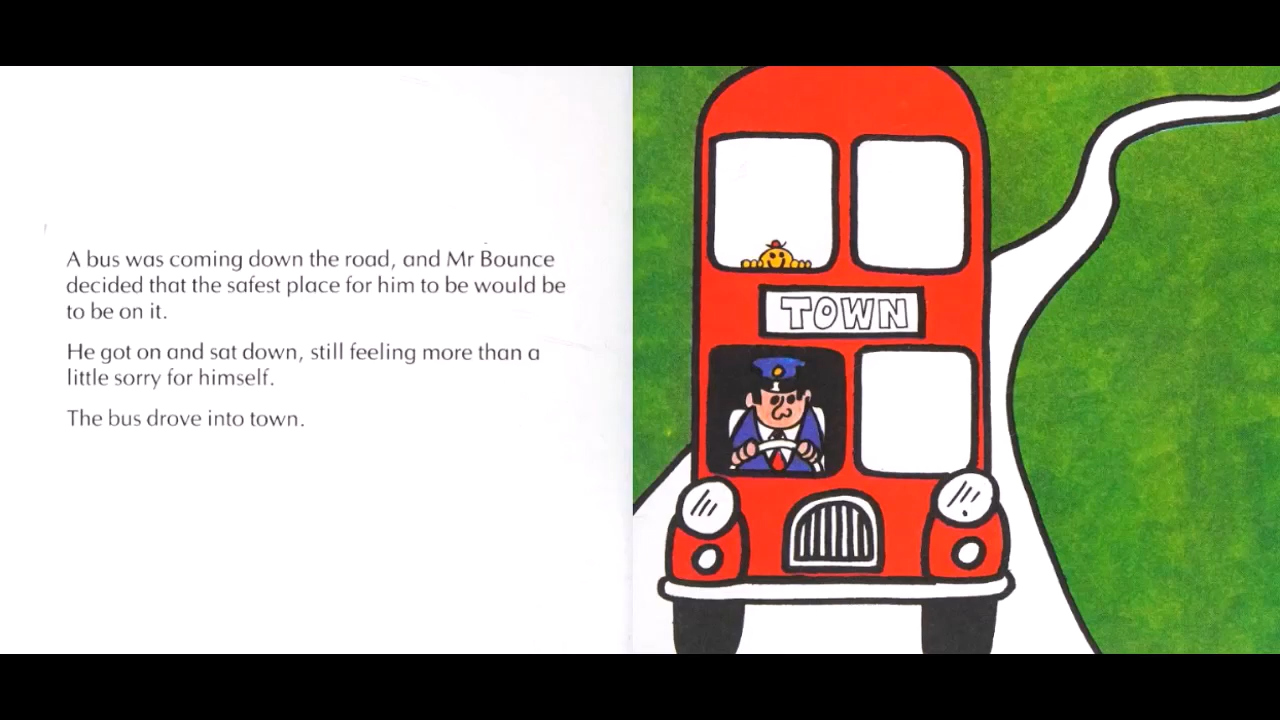 A bus was coming down the road, and Mr Bounce
decided that the safest place for him to be would be
to be on it.
He got on and sat down, still feeling more than a
little sorry for himself.
The bus drove into town.
TOWN